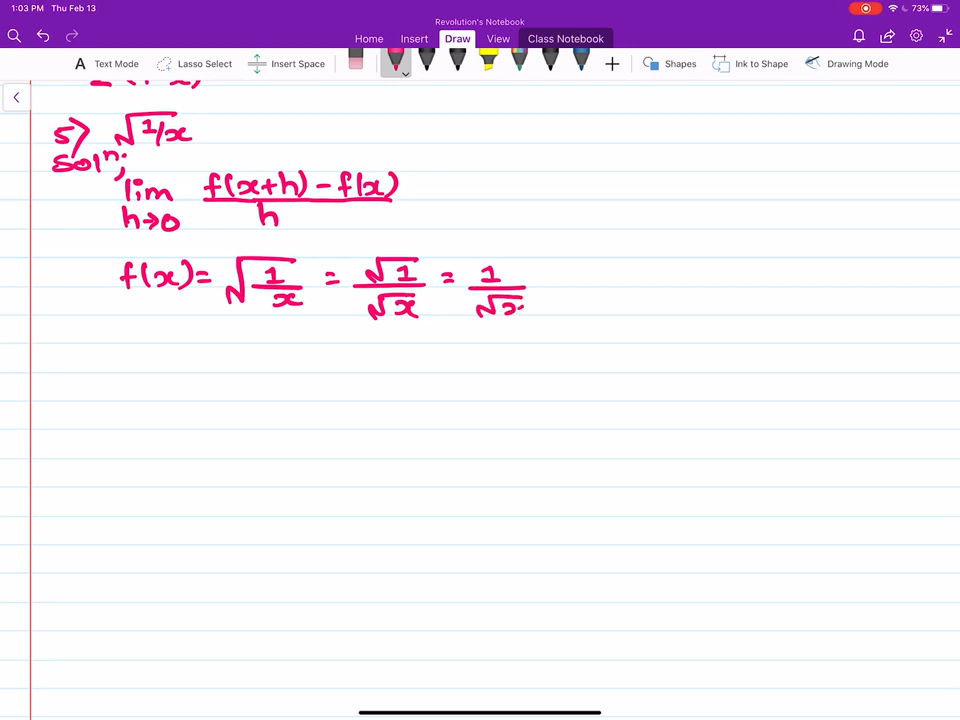 1:03 PM Thu Feb 13
73%
Revolution's Notebook
Home Insert Draw View Class Notebook
A Text Mode Lasso Select Insert Space Shapes Ink to Shape Drawing Mode
5> √1/x
Solⁿ;
lim h→0 f(x+h) - f(x) / h
f(x) = √(1/x) = √1/√x = 1/√x